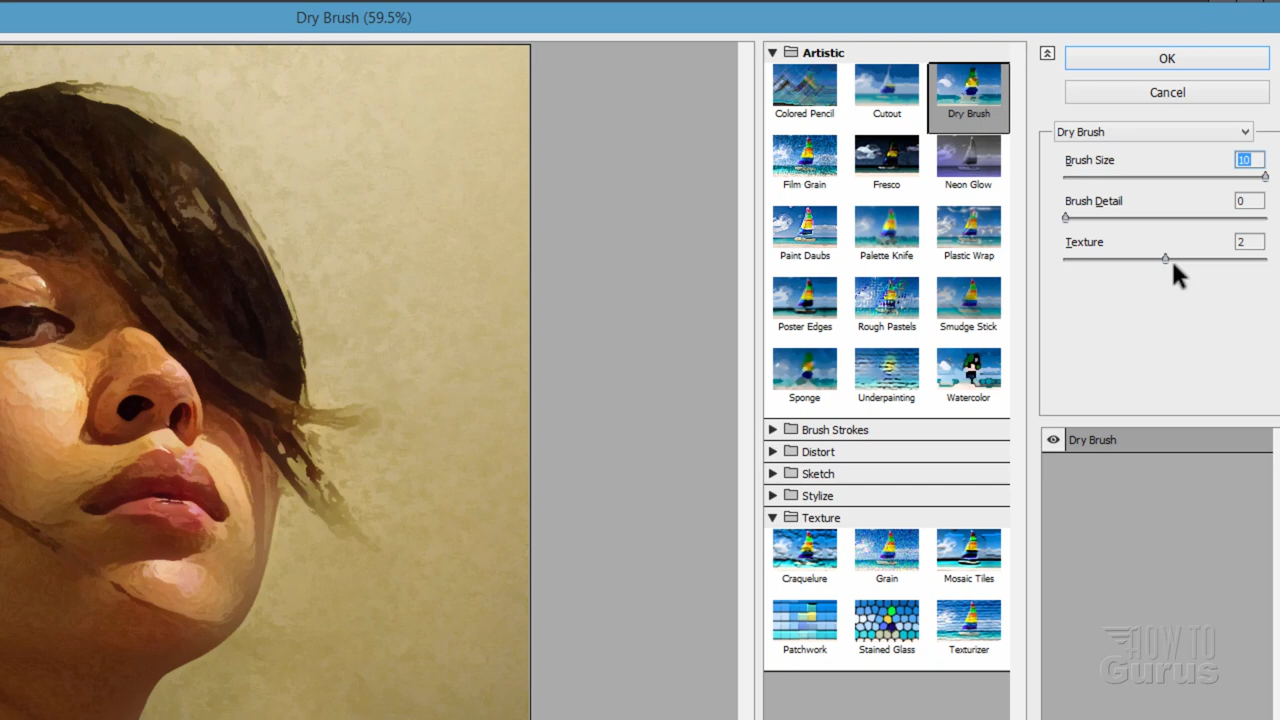 Dry Brush (59.5%)
Artistic
Colored Pencil
Cutout
Dry Brush
Film Grain
Fresco
Neon Glow
Paint Daubs
Palette Knife
Plastic Wrap
Poster Edges
Rough Pastels
Smudge Stick
Sponge
Underpainting
Watercolor
Brush Strokes
Distort
Sketch
Stylize
Texture
Craquelure
Grain
Mosaic Tiles
Patchwork
Stained Glass
Texturizer
OK
Cancel
Dry Brush
Brush Size 10
Brush Detail 0
Texture 2
Dry Brush
HOW TO
Gurus